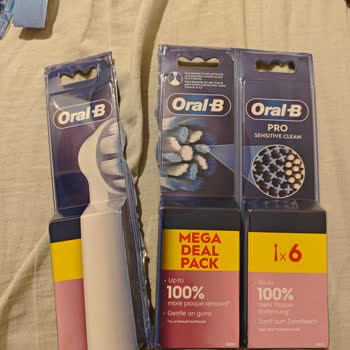 Oral-B
Oral-B
MEGA
DEAL
PACK
Up to
100%
more plaque removal*
Gentle on gums
Oral-B
PRO
SENSITIVE CLEAN
1x6
Bis zu
100%
mehr Plaque-
Entfernung*
Sanft zum Zahnfleisch